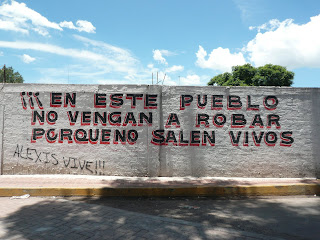 ¡¡¡ EN ESTE PUEBLO
NO VENGAN A ROBAR
PORQUENO SALEN VIVOS
ALEXIS VIVE!!!